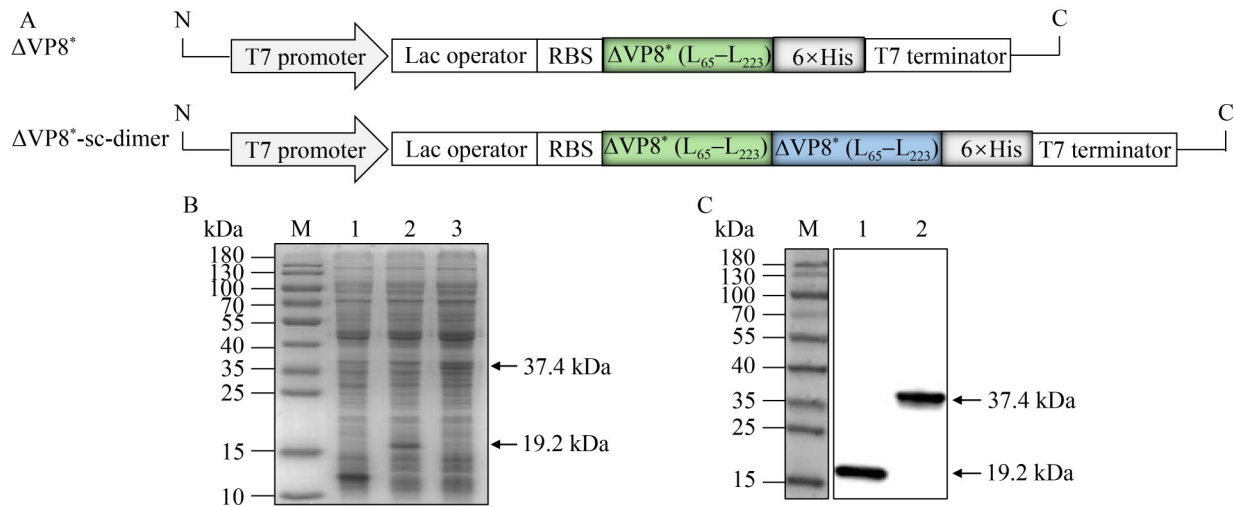 A
N
C
ΔVP8*
T7 promoter
Lac operator
RBS
ΔVP8* (L65–L223)
6×His
T7 terminator
N
C
ΔVP8*-sc-dimer
T7 promoter
Lac operator
RBS
ΔVP8* (L65–L223)
ΔVP8* (L65–L223)
6×His
T7 terminator
B
kDa
M
1
2
3
180
130
100
70
55
40
35
25
15
10
37.4 kDa
19.2 kDa
C
kDa
M
1
2
180
130
100
70
55
40
35
25
15
37.4 kDa
19.2 kDa